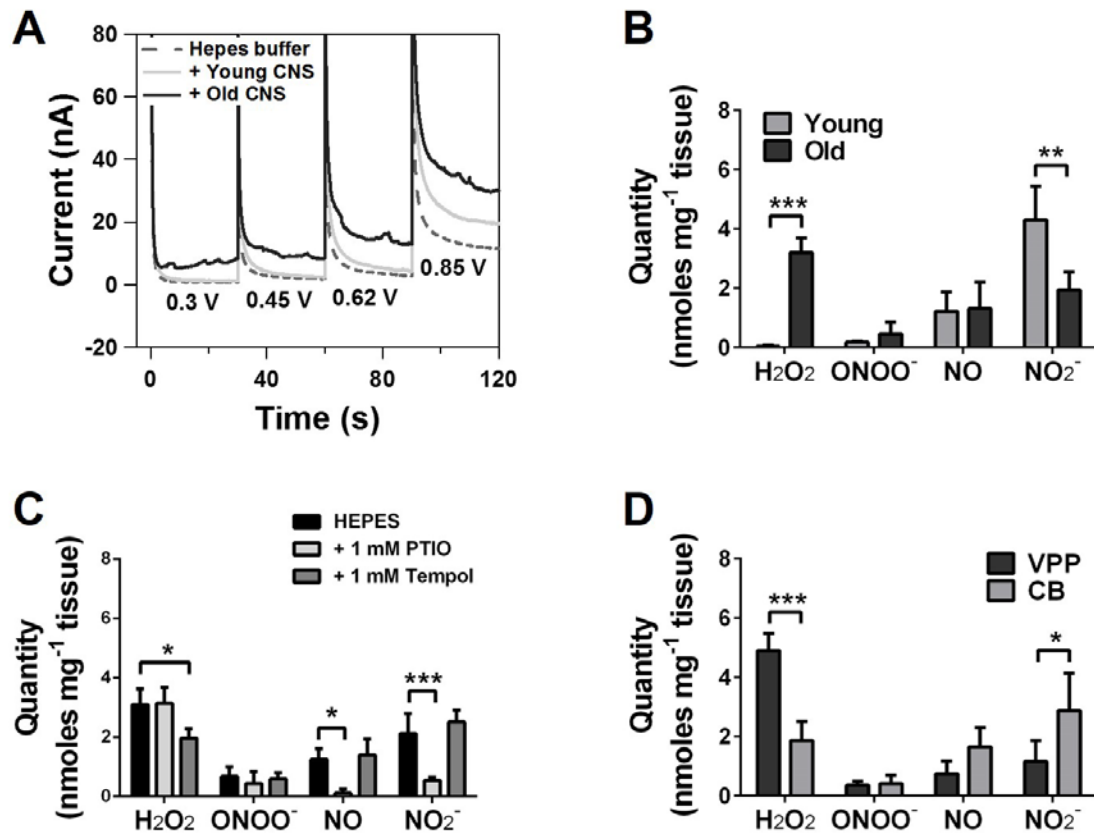 A
80
60
40
20
0
-20
Current (nA)
Hepes buffer
+ Young CNS
+ Old CNS
0.3 V
0.45 V
0.62 V
0.85 V
0 40 80 120
Time (s)
B
8
6
4
2
0
Quantity
(nmoles mg⁻¹ tissue)
Young
Old
***
**
H₂O₂ ONOO⁻ NO NO₂⁻
C
8
6
4
2
0
Quantity
(nmoles mg⁻¹ tissue)
HEPES
+ 1 mM PTIO
+ 1 mM Tempol
*
*
***
H₂O₂ ONOO⁻ NO NO₂⁻
D
8
6
4
2
0
Quantity
(nmoles mg⁻¹ tissue)
VPP
CB
***
*
H₂O₂ ONOO⁻ NO NO₂⁻